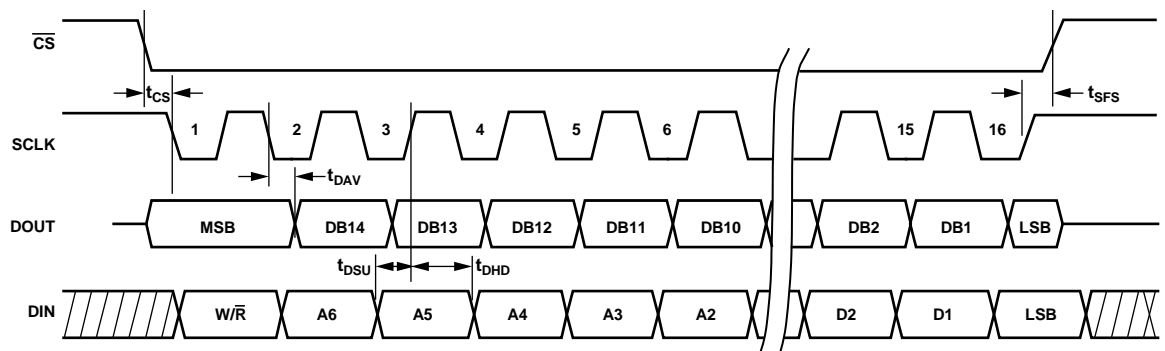 CS
tCS
tSFS
SCLK
1 2 3 4 5 6 15 16
tDAV
DOUT
MSB DB14 DB13 DB12 DB11 DB10 DB2 DB1 LSB
tDSU tDHD
DIN
W/R A6 A5 A4 A3 A2 D2 D1 LSB